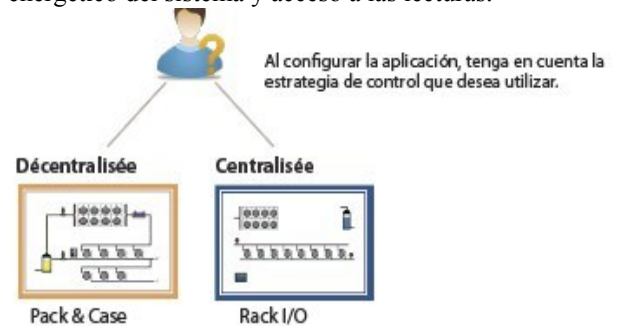 energético del sistema y acceso a las lecturas.
Al configurar la aplicación, tenga en cuenta la
estrategia de control que desea utilizar.
Décentralisée
Centralisée
Pack & Case
Rack I/O